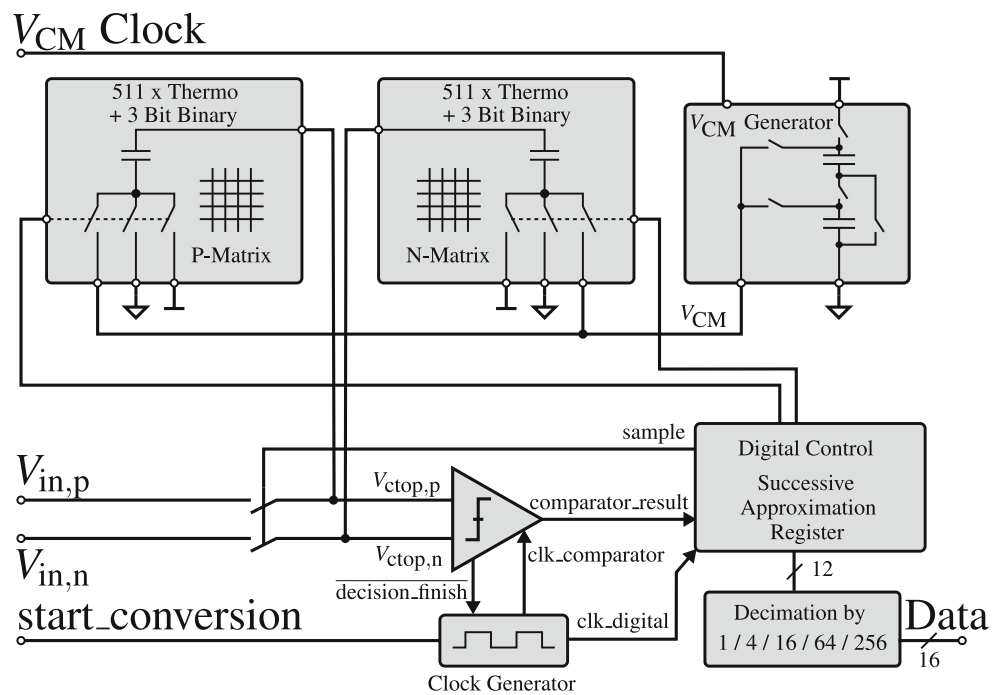 VCM Clock
511 x Thermo
+ 3 Bit Binary
P-Matrix
511 x Thermo
+ 3 Bit Binary
N-Matrix
VCM Generator
VCM
sample
Digital Control
Successive
Approximation
Register
Vin,p
Vctop,p
comparator_result
Vin,n
Vctop,n
clk_comparator
decision_finish
12
start_conversion
clk_digital
Clock Generator
Decimation by
1 / 4 / 16 / 64 / 256
Data
16